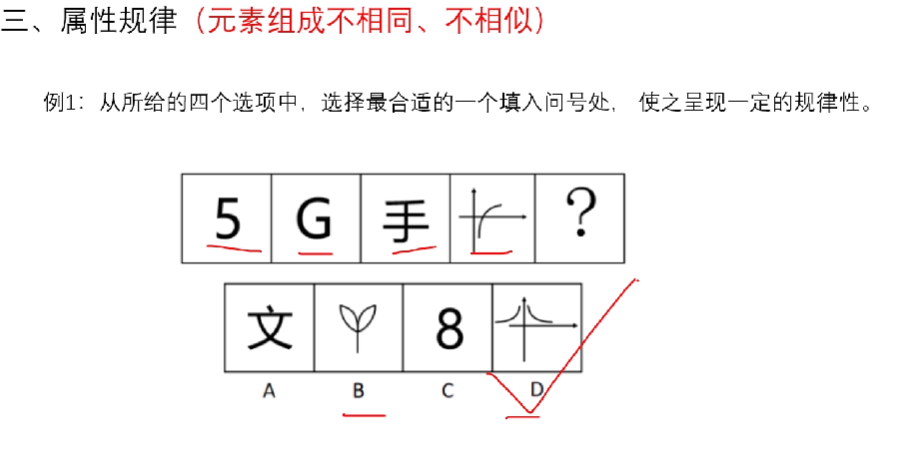 三、属性规律（元素组成不相同、不相似）
例1：从所给的四个选项中，选择最合适的一个填入问号处， 使之呈现一定的规律性。
5 G 手 ?
文 8
A B C D